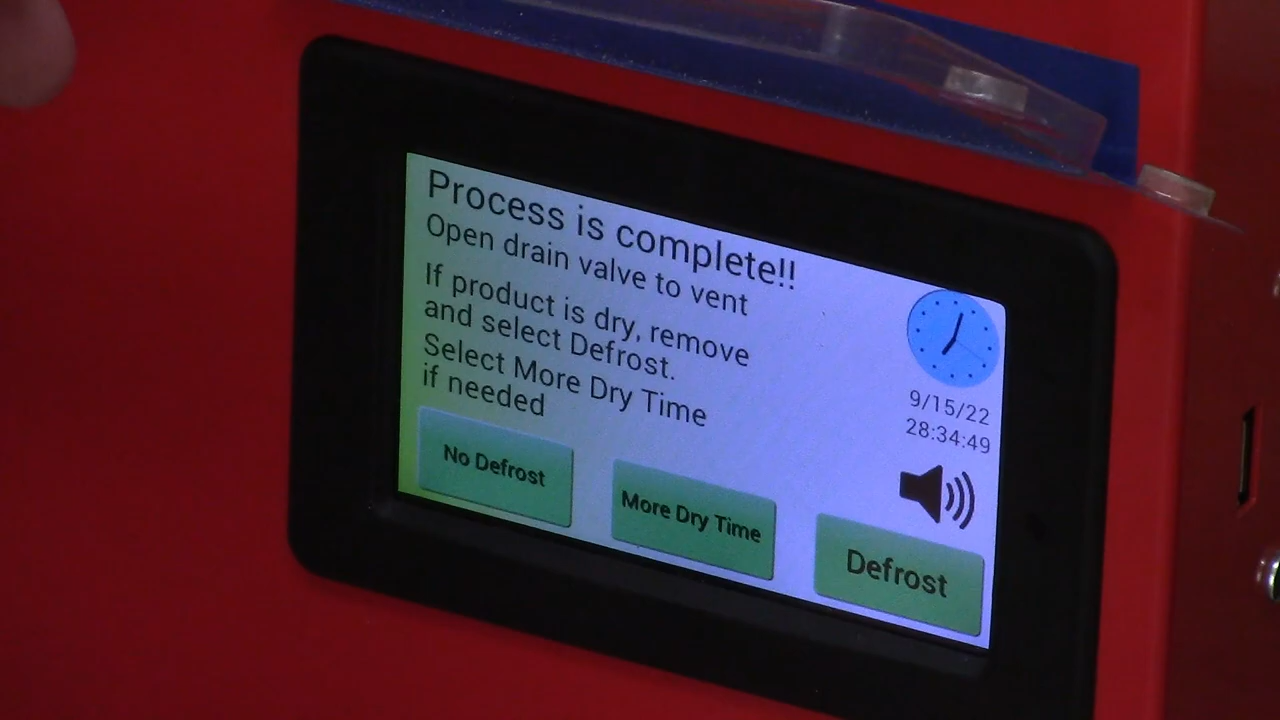 Process is complete!!
Open drain valve to vent
If product is dry, remove
and select Defrost.
Select More Dry Time
if needed
9/15/22
28:34:49
No Defrost
More Dry Time
Defrost